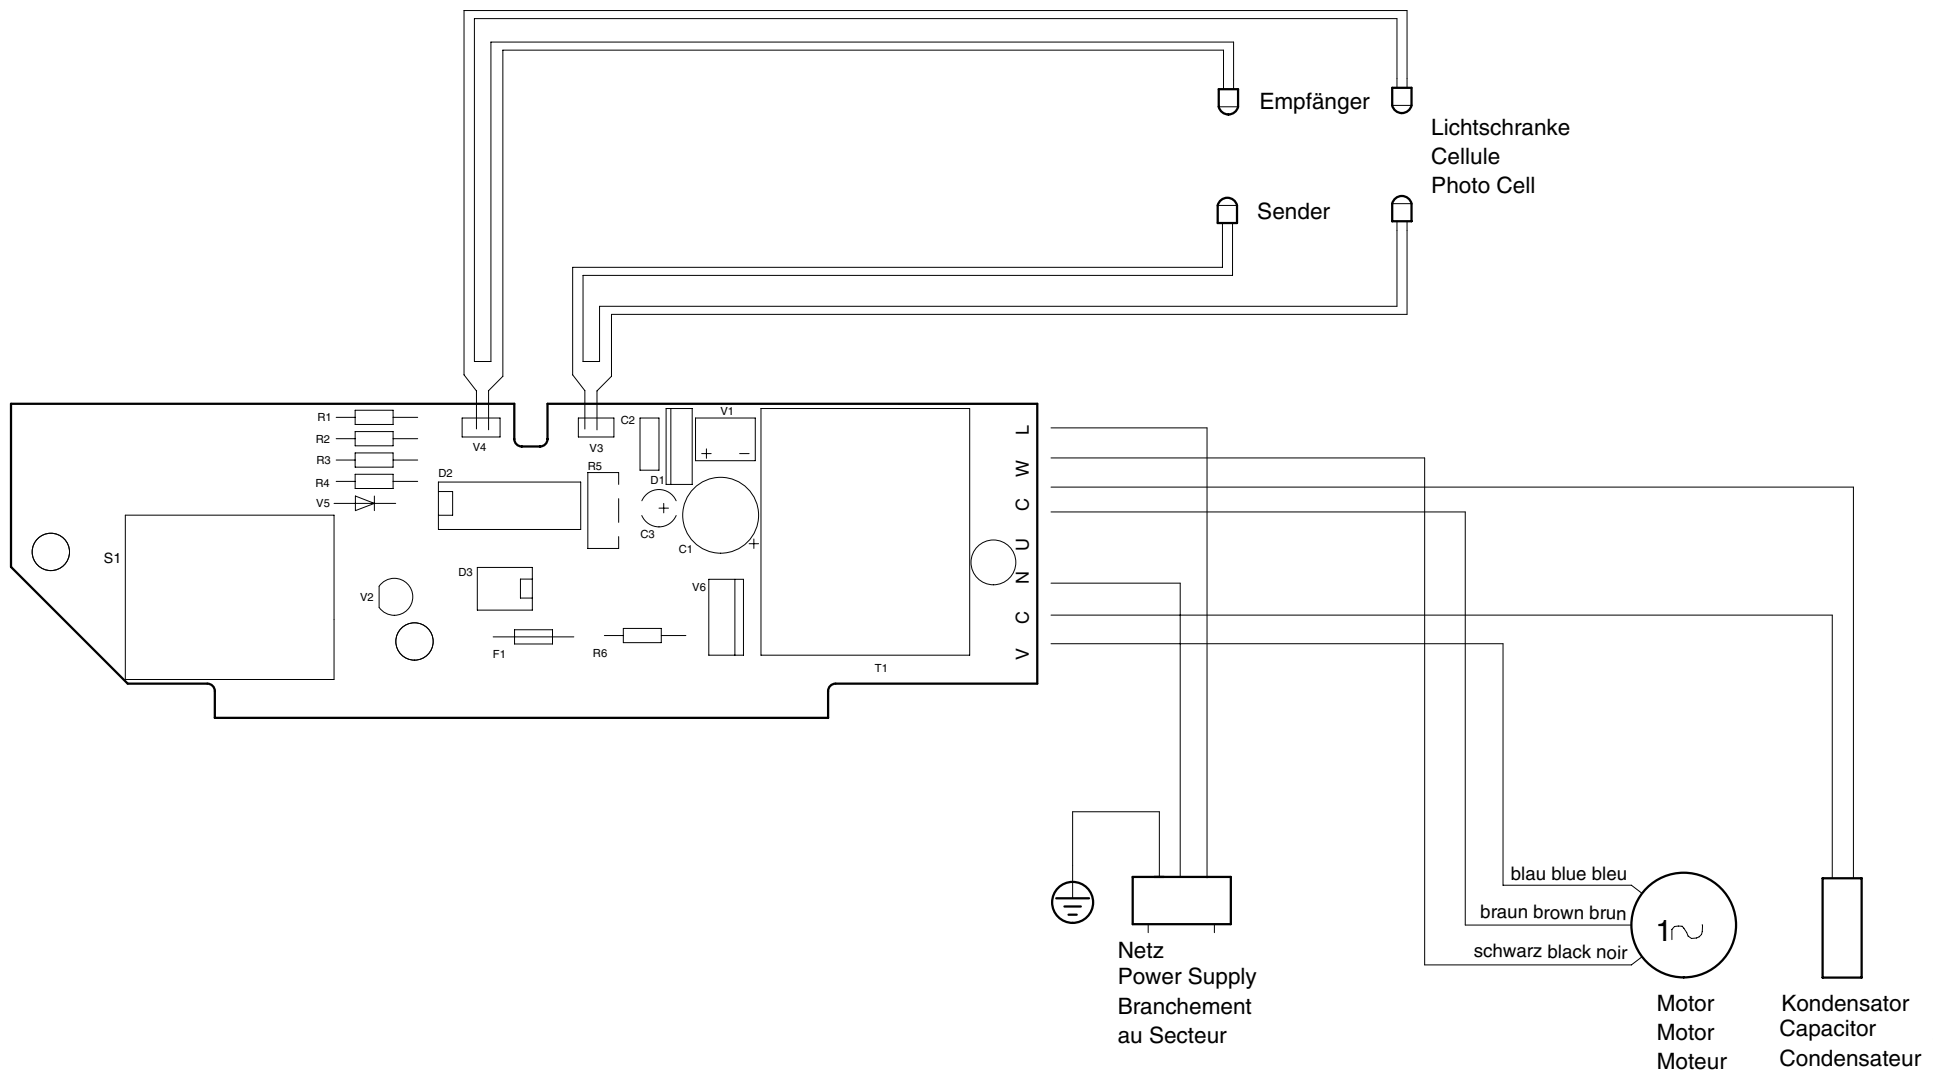 Empfänger
Lichtschranke
Cellule
Photo Cell
Sender
R1
R2
R3
R4
V5
V4
V3
C2
V1
+ −
D2
R5
D1
+
C3
C1
+
S1
V2
D3
V6
F1
R6
T1
L
W
C
U
N
C
V
blau blue bleu
braun brown brun
schwarz black noir
1
Netz
Power Supply
Branchement
au Secteur
Motor
Motor
Moteur
Kondensator
Capacitor
Condensateur